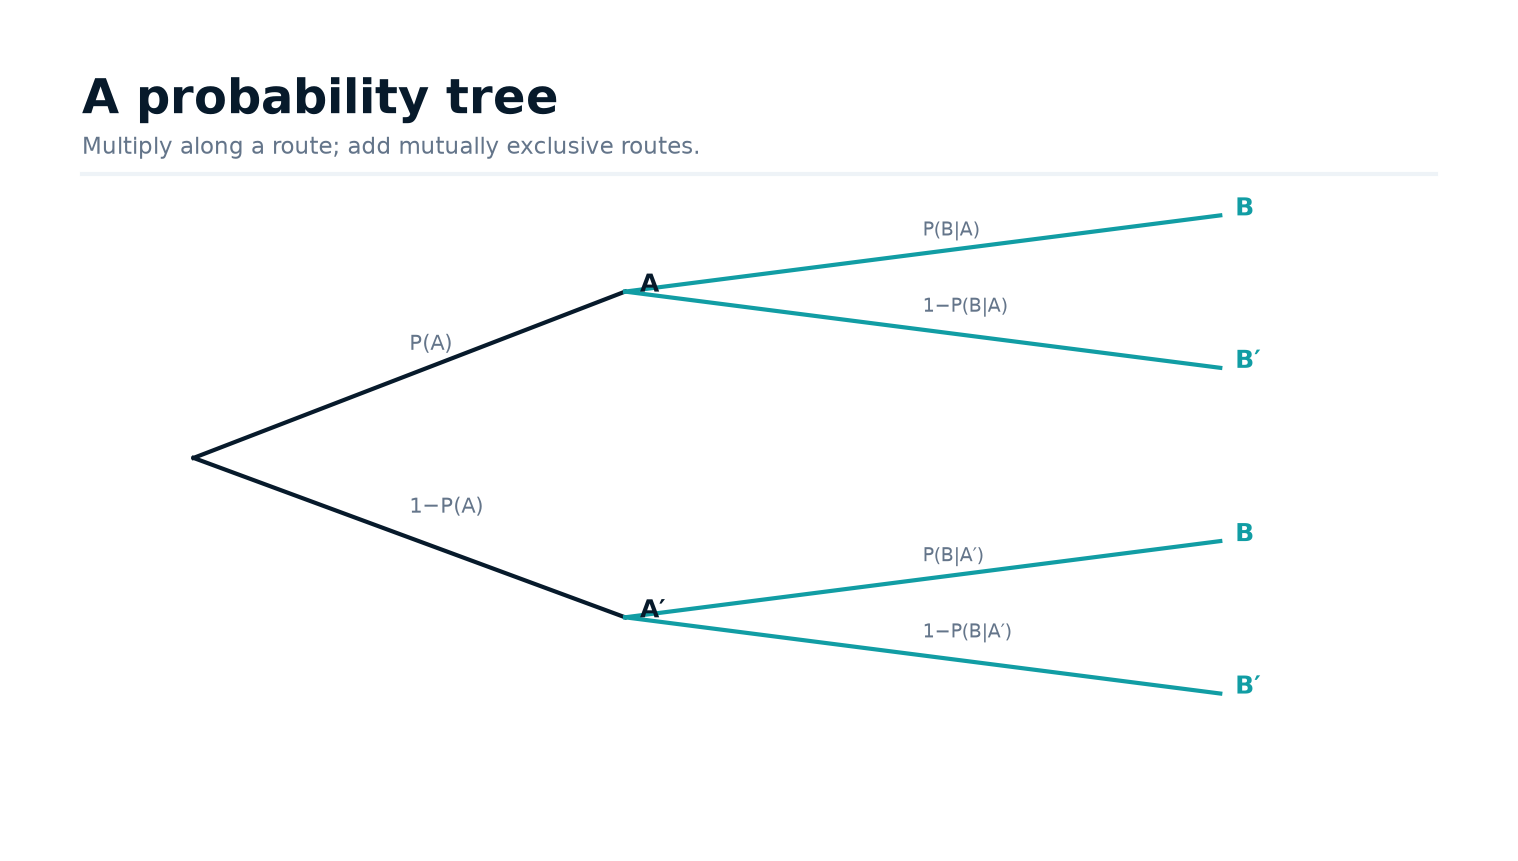 A probability tree
Multiply along a route; add mutually exclusive routes.
B
P(B|A)
A
1−P(B|A)
P(A)
B′
1−P(A)
B
P(B|A′)
A′
1−P(B|A′)
B′